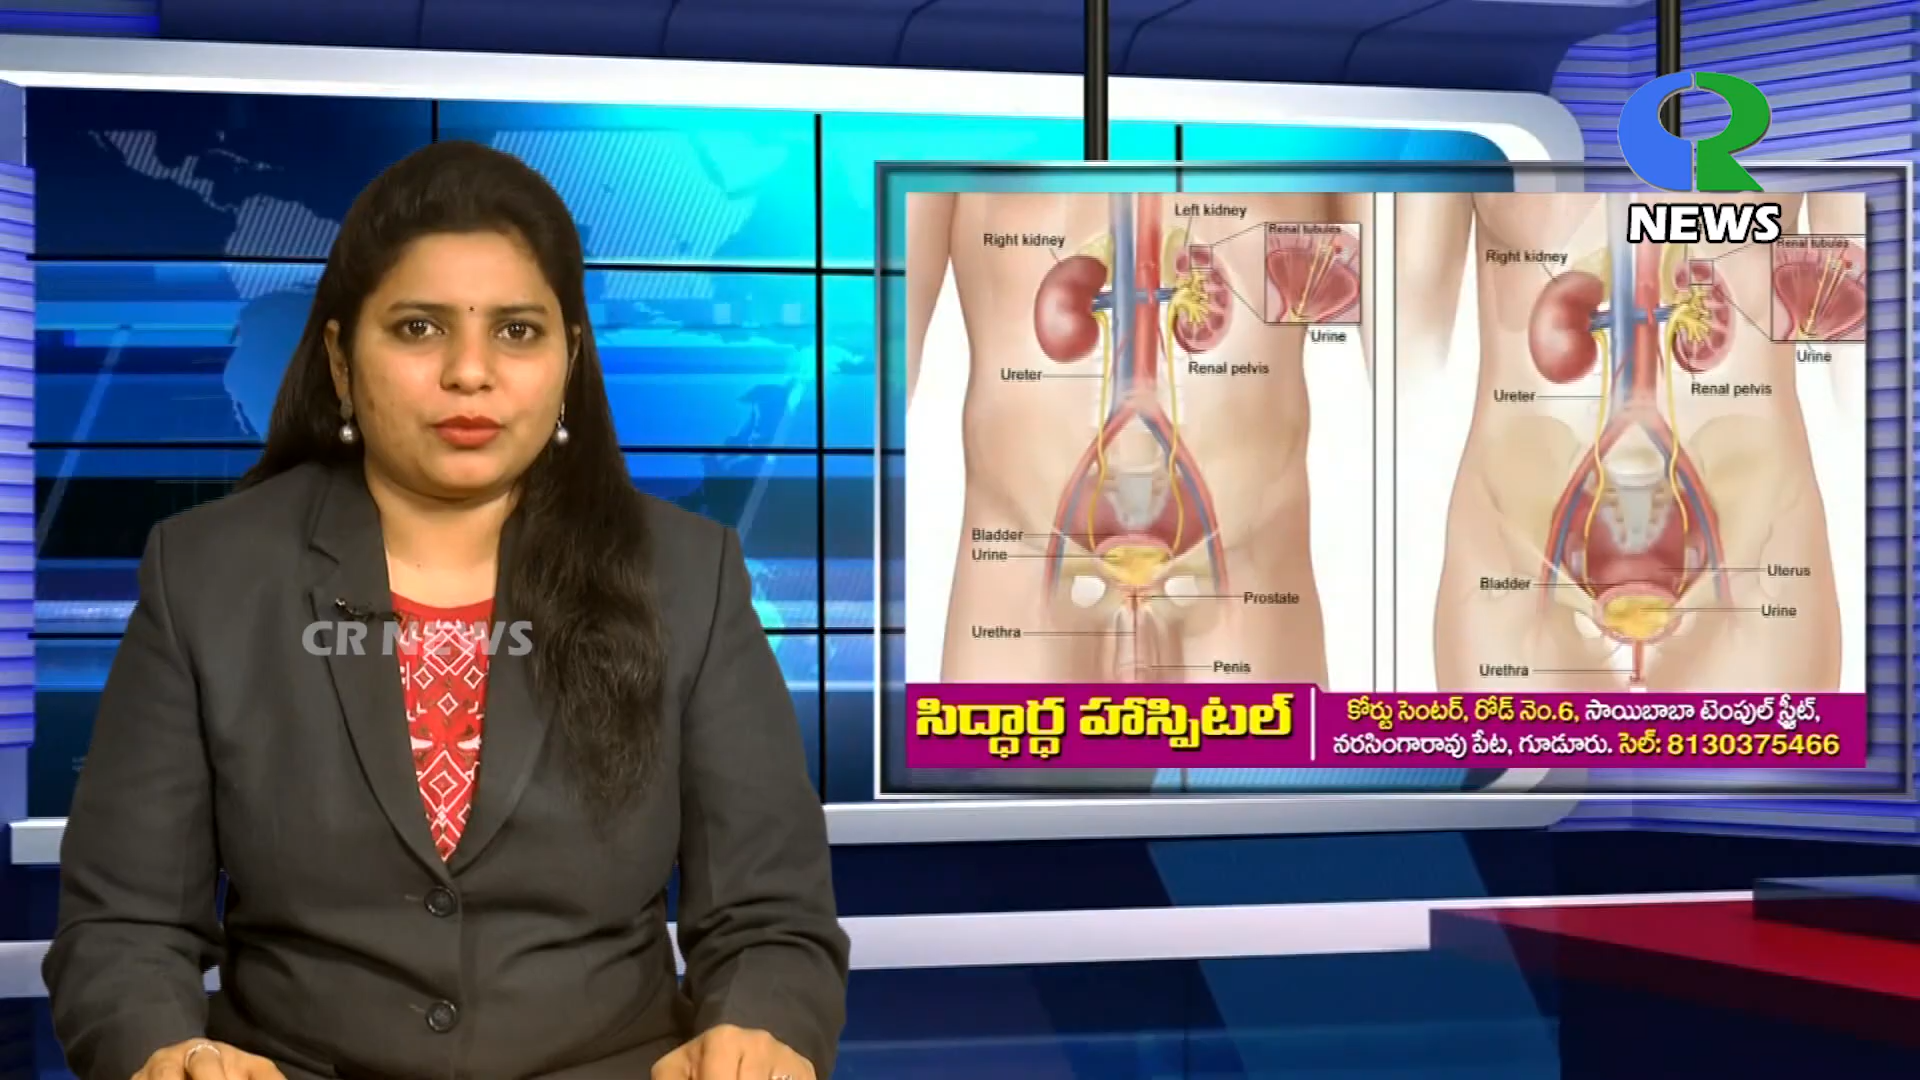 NEWS
Left kidney
Right kidney
Renal tubules
Urine
Ureter
Renal pelvis
Bladder
Urine
Prostate
Urethra
Penis
Right kidney
Renal tubules
Urine
Ureter
Renal pelvis
Uterus
Bladder
Urine
Urethra
CR NEWS
సిద్ధార్ధ హాస్పిటల్
కోర్టు సెంటర్, రోడ్ నెం.6, సాయిబాబా టెంపుల్ స్ట్రీట్,
నరసింగారావు పేట, గూడూరు. సెల్: 8130375466